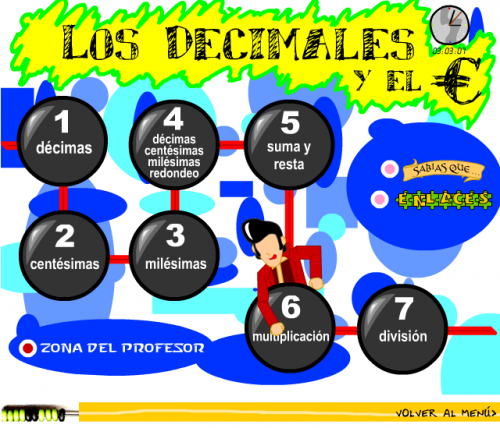 LOS DECIMALES
Y EL €
03:03:01
1
décimas
2
centésimas
3
milésimas
4
décimas
centésimas
milésimas
redondeo
5
suma y
resta
6
multiplicación
7
división
SABÍAS QUE...
ENLACES
ZONA DEL PROFESOR
VOLVER AL MENÚ>